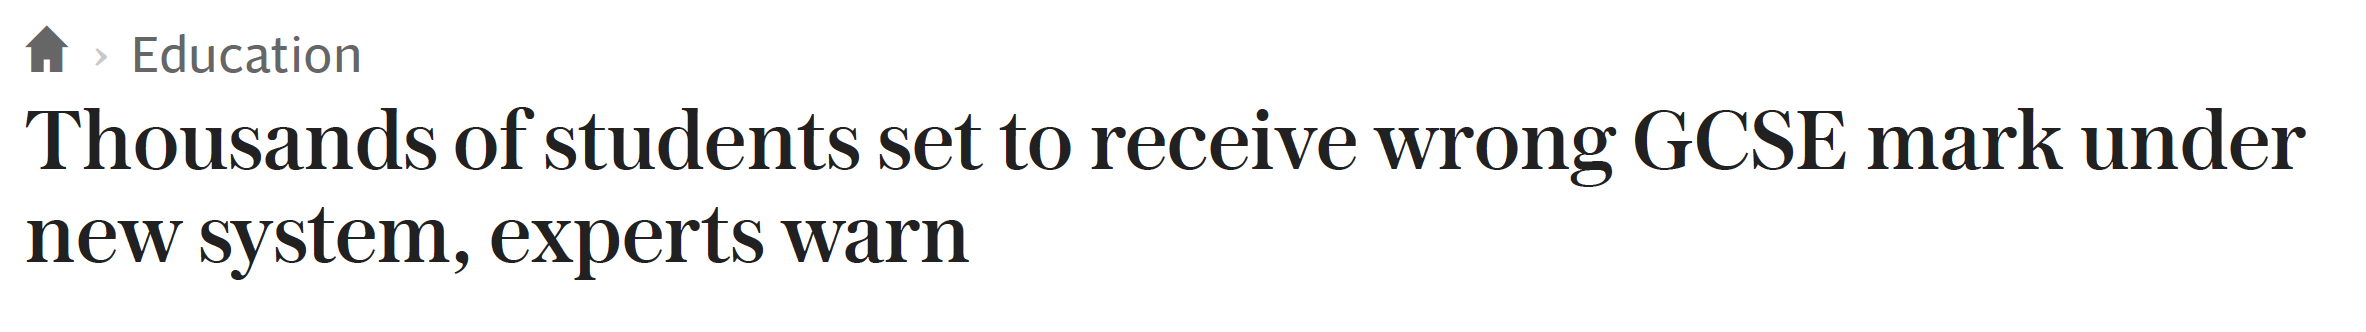 › Education
Thousands of students set to receive wrong GCSE mark under
new system, experts warn